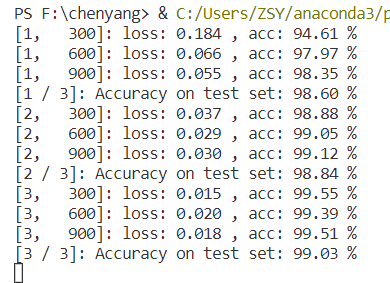 PS F:\chenyang> & C:/Users/ZSY/anaconda3/p
[1,   300]: loss: 0.184 , acc: 94.61 %
[1,   600]: loss: 0.066 , acc: 97.97 %
[1,   900]: loss: 0.055 , acc: 98.35 %
[1 / 3]: Accuracy on test set: 98.60 %
[2,   300]: loss: 0.037 , acc: 98.88 %
[2,   600]: loss: 0.029 , acc: 99.05 %
[2,   900]: loss: 0.030 , acc: 99.12 %
[2 / 3]: Accuracy on test set: 98.84 %
[3,   300]: loss: 0.015 , acc: 99.55 %
[3,   600]: loss: 0.020 , acc: 99.39 %
[3,   900]: loss: 0.018 , acc: 99.51 %
[3 / 3]: Accuracy on test set: 99.03 %